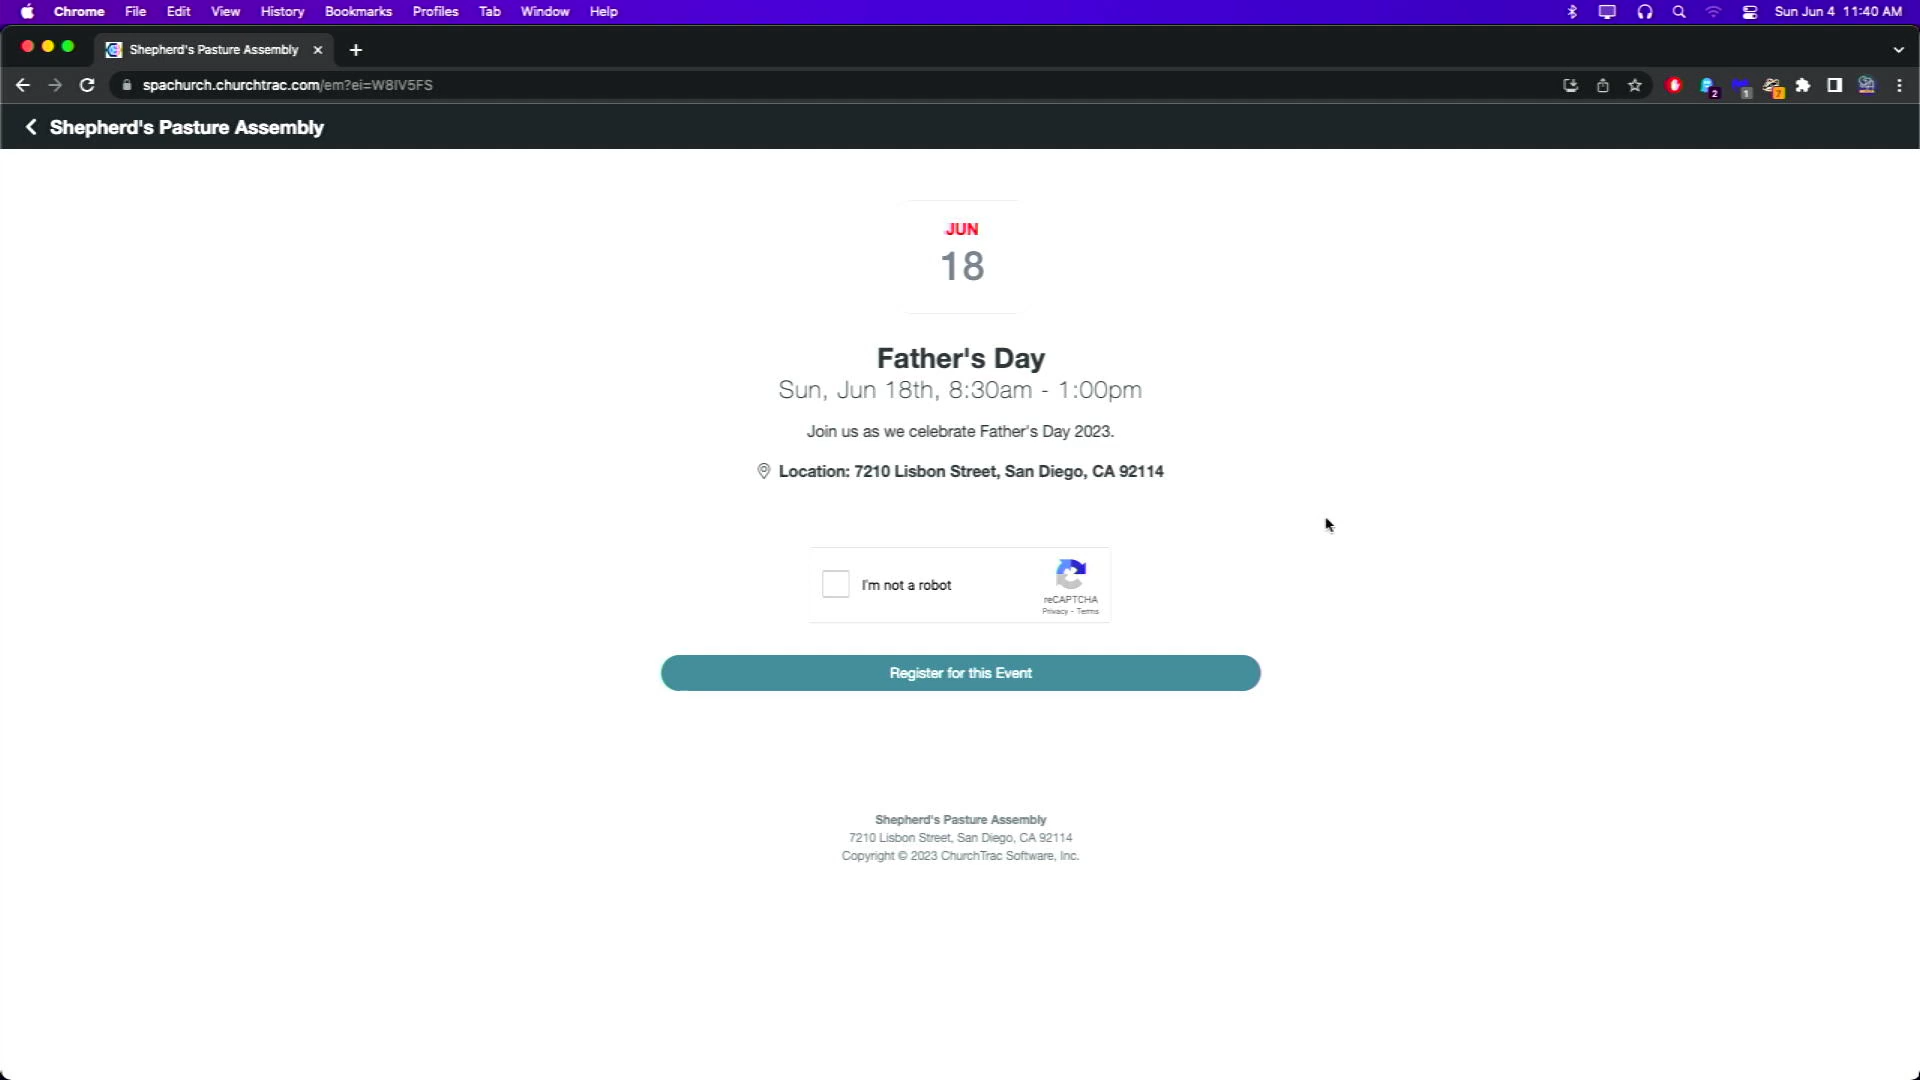 Chrome File Edit View History Bookmarks Profiles Tab Window Help Sun Jun 4 11:40 AM
Shepherd's Pasture Assembly
spachurch.churchtrac.com/em?ei=W8IV5FS 2 1 7
Shepherd's Pasture Assembly
JUN
18
Father's Day
Sun, Jun 18th, 8:30am - 1:00pm
Join us as we celebrate Father's Day 2023.
Location: 7210 Lisbon Street, San Diego, CA 92114
I'm not a robot
reCAPTCHA
Privacy - Terms
Register for this Event
Shepherd's Pasture Assembly
7210 Lisbon Street, San Diego, CA 92114
Copyright © 2023 ChurchTrac Software, Inc.